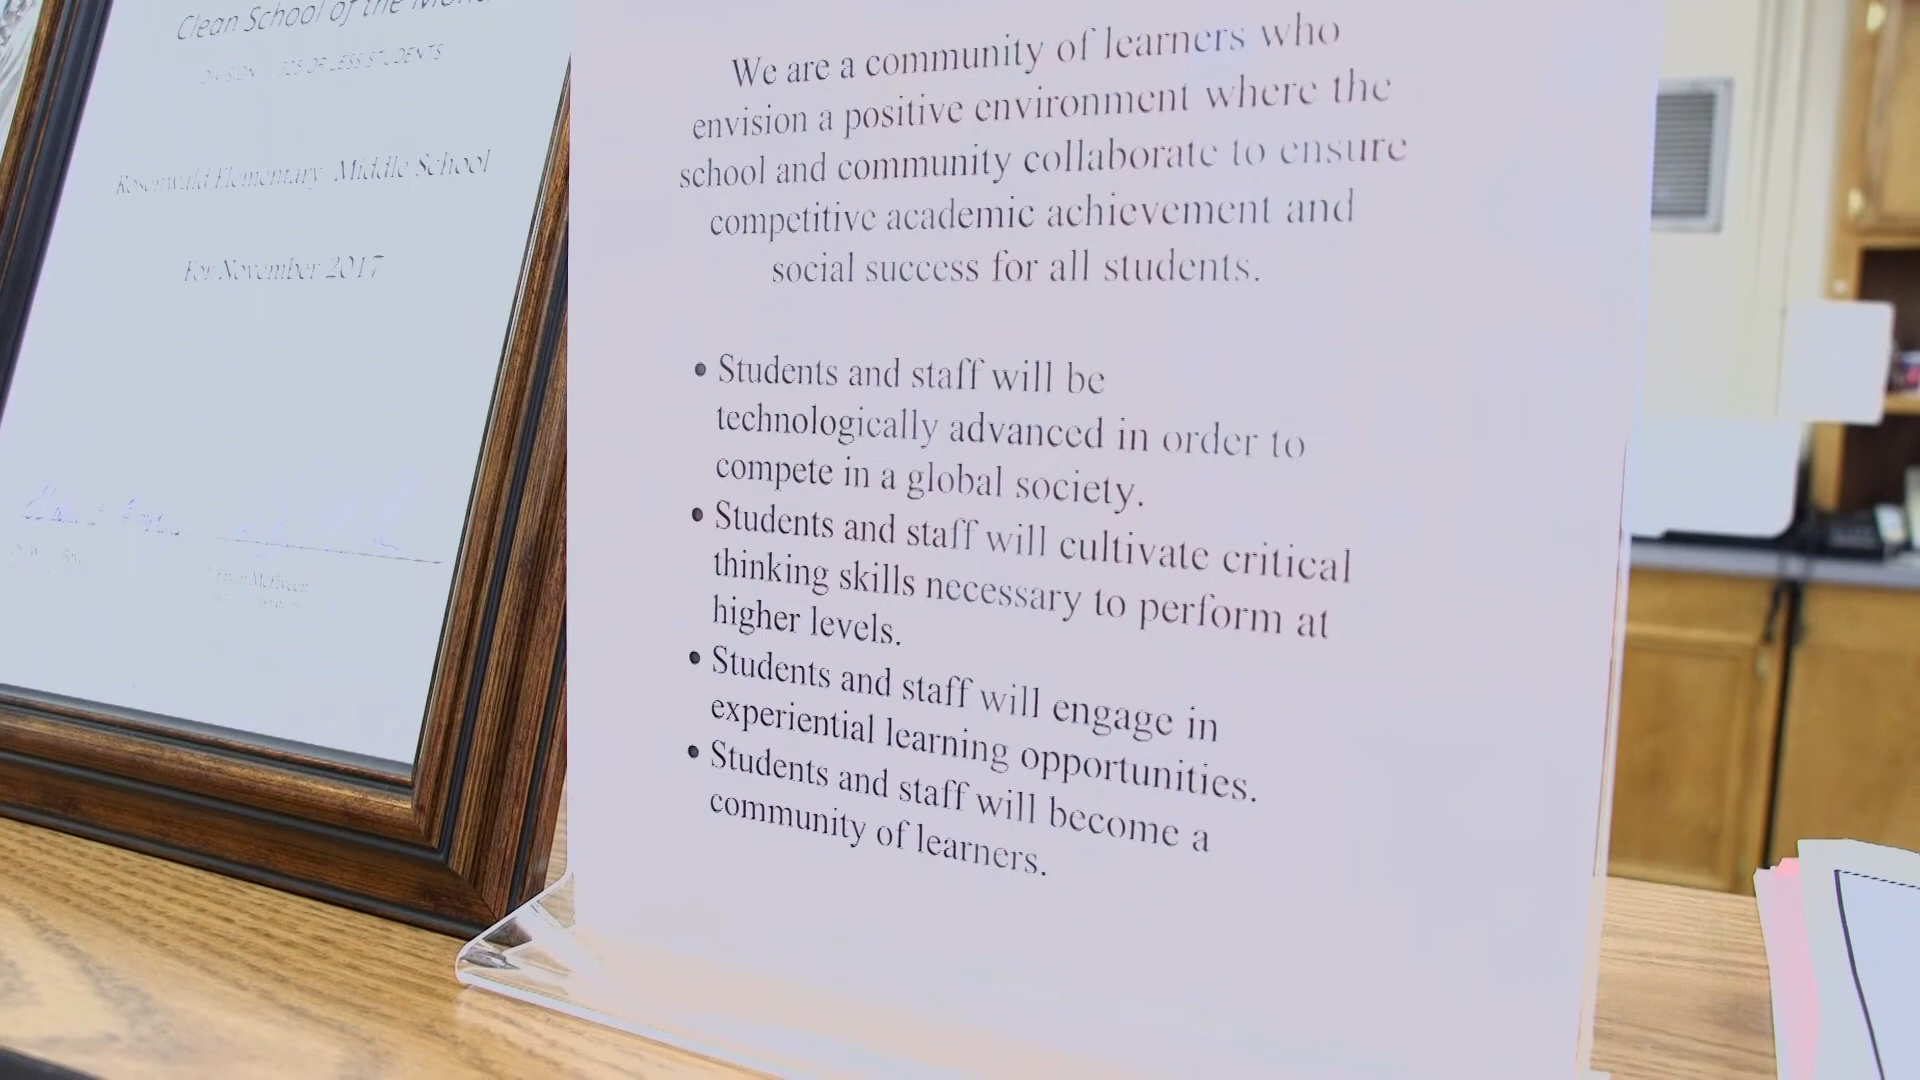 Clean School of the
OR LESS STUDENTS
Rosenwald Elementary Middle School
For November 2017
We are a community of learners who
envision a positive environment where the
school and community collaborate to ensure
competitive academic achievement and
social success for all students.
• Students and staff will be
technologically advanced in order to
compete in a global society.
• Students and staff will cultivate critical
thinking skills necessary to perform at
higher levels.
• Students and staff will engage in
experiential learning opportunities.
• Students and staff will become a
community of learners.